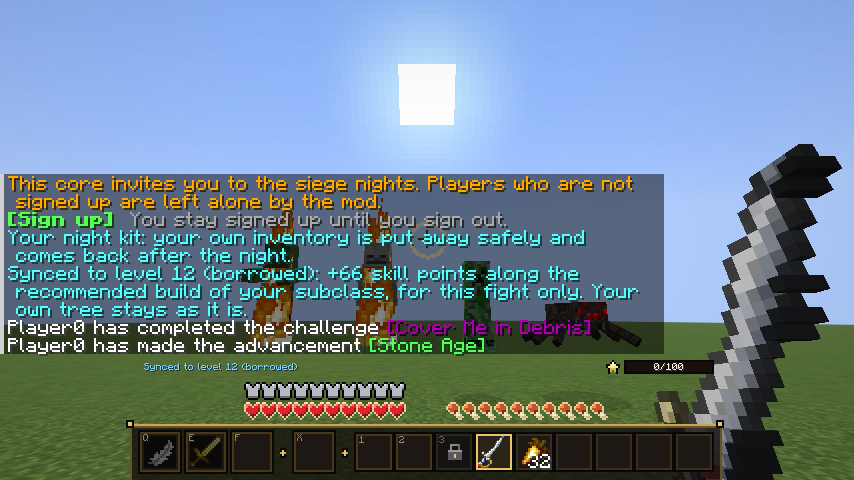 This core invites you to the siege nights. Players who are not
signed up are left alone by the mod.
[Sign up] You stay signed up until you sign out.
Your night kit: your own inventory is put away safely and
comes back after the night.
Synced to level 12 (borrowed): +66 skill points along the
recommended build of your subclass, for this fight only. Your
own tree stays as it is.
Player0 has completed the challenge [Cover Me in Debris]
Player0 has made the advancement [Stone Age]
Synced to level 12 (borrowed)
0/100
Q E F X 1 2 3
32